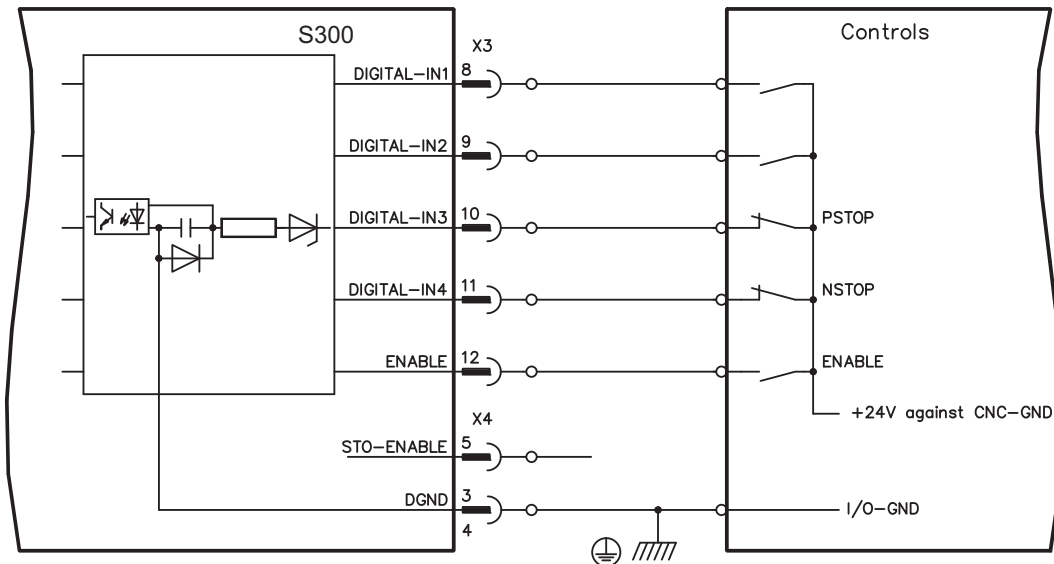 S300
Controls
X3
DIGITAL-IN1
8
DIGITAL-IN2
9
DIGITAL-IN3
10
PSTOP
DIGITAL-IN4
11
NSTOP
ENABLE
12
ENABLE
+24V against CNC-GND
X4
STO-ENABLE
5
DGND
3
4
I/O-GND